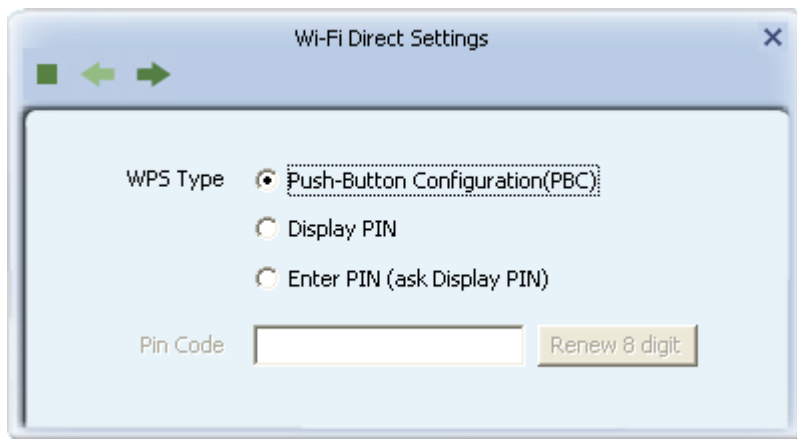 Wi-Fi Direct Settings
WPS Type Push-Button Configuration(PBC)
Display PIN
Enter PIN (ask Display PIN)
Pin Code Renew 8 digit